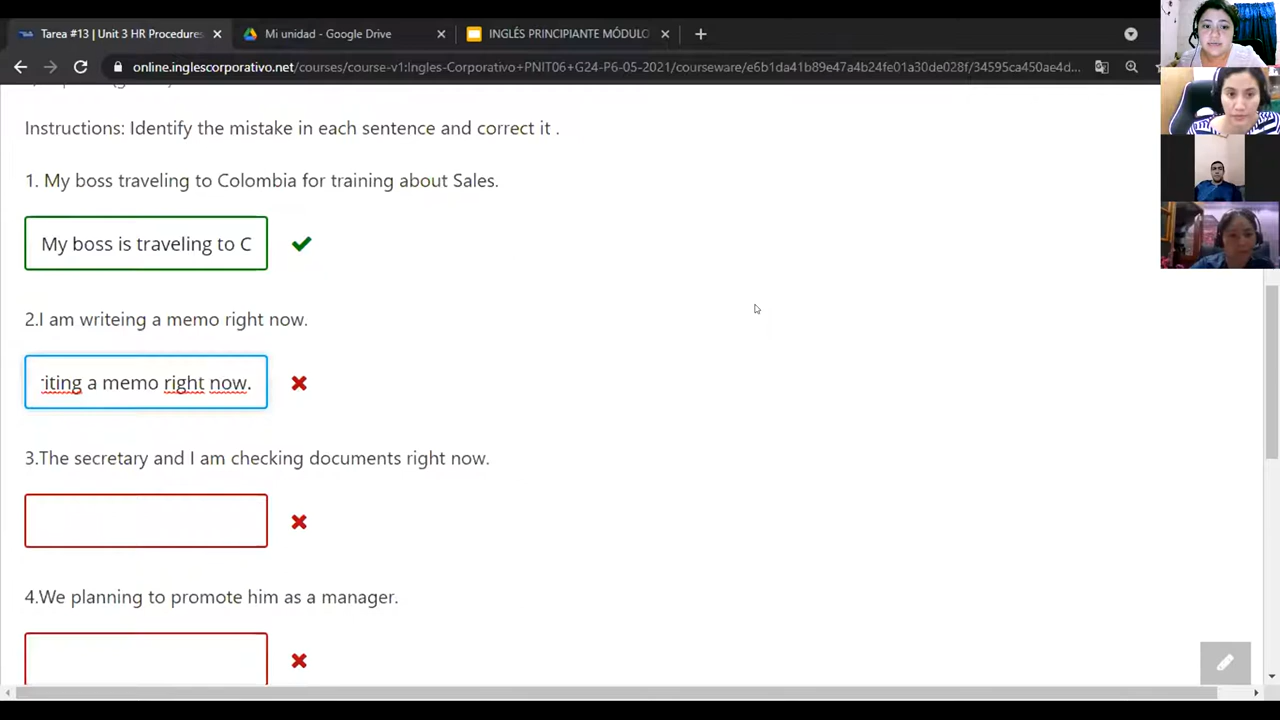 Tarea #13 | Unit 3 HR Procedures
Mi unidad - Google Drive
INGLÉS PRINCIPIANTE MÓDULO
online.inglescorporativo.net/courses/course-v1:Ingles-Corporativo+PM-06+G24-P6-05-2021/courseware/e6b1da41b89e47a4b24fe01a30de028f/34595ca450ae4d...
Instructions: Identify the mistake in each sentence and correct it .
1. My boss traveling to Colombia for training about Sales.
My boss is traveling to C
2.I am writeing a memo right now.
iting a memo right now.
3.The secretary and I am checking documents right now.
4.We planning to promote him as a manager.